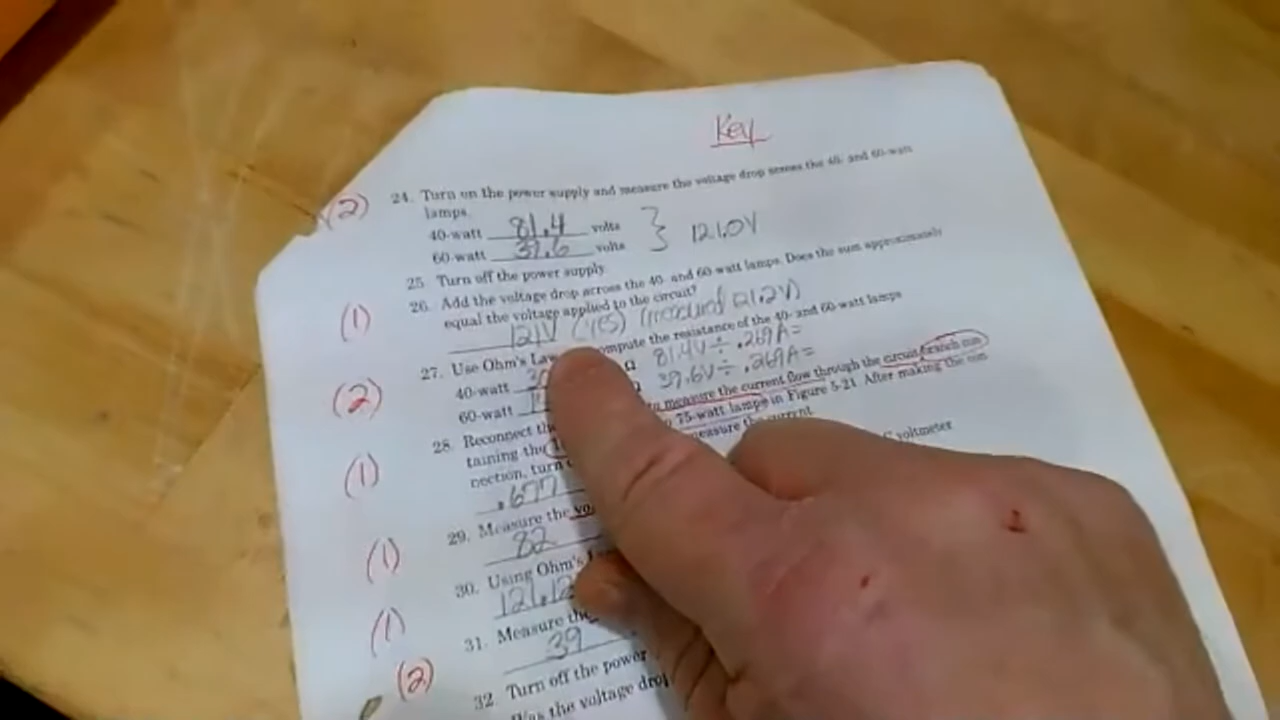 Key
(2) 24. Turn on the power supply and measure the voltage drop across the 40- and 60-watt
lamps.
40-watt 81.4 volts
60-watt 39.6 volts } 121.0V
25. Turn off the power supply.
(1) 26. Add the voltage drop across the 40- and 60-watt lamps. Does the sum approximately
equal the voltage applied to the circuit?
121V (Yes) (measured 121.2V)
(2) 27. Use Ohm's Law compute the resistance of the 40- and 60-watt lamps
40-watt Ω 81.4V ÷ .269A =
60-watt 39.6V ÷ .269A =
(1) 28. Reconnect th to measure the current flow through the circuit branch con
taining the 75-watt lamps in Figure 5-21. After making the con
nection, turn measure the current.
.677
(1) 29. Measure the vo C voltmeter
82
(1) 30. Using Ohm's
121.12
(2) 31. Measure the
39
32. Turn off the power
Was the voltage drop